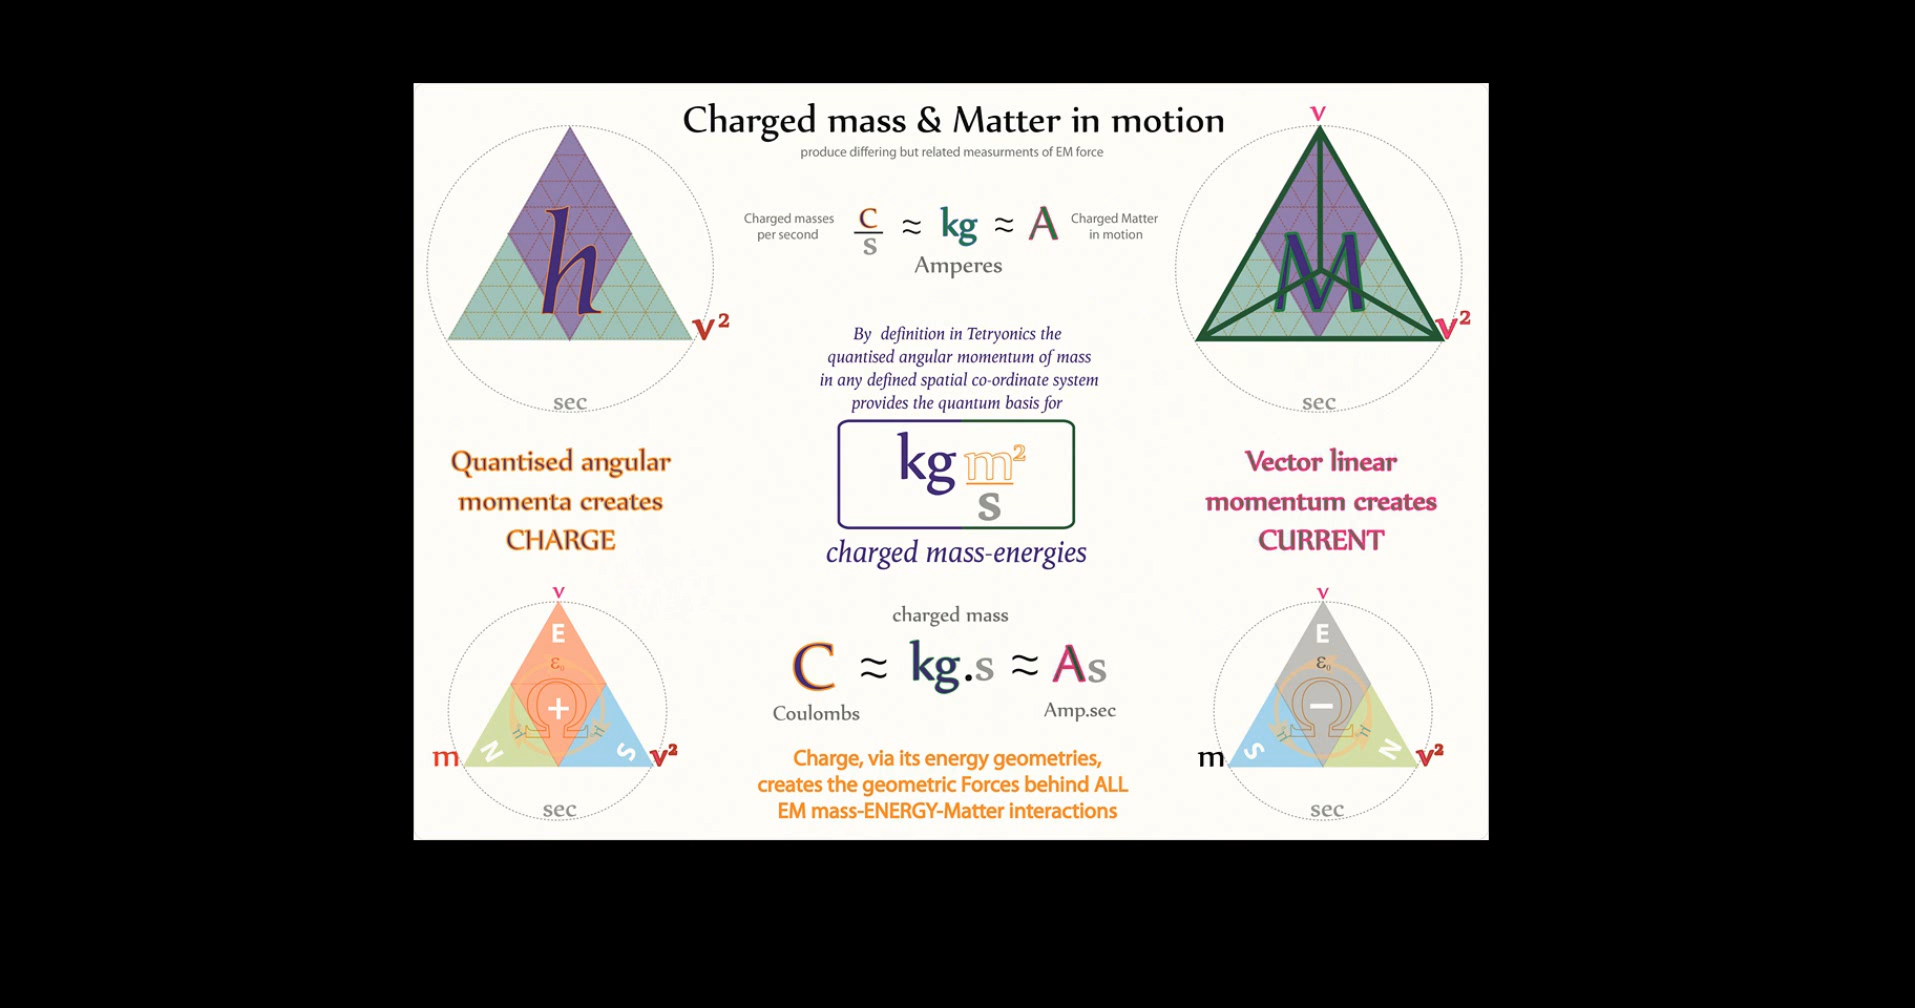 Charged mass & Matter in motion
produce differing but related measurments of EM force
Charged masses
per second
C
s
≈ kg ≈ A
Amperes
Charged Matter
in motion
h
v²
sec
v
M
v²
sec
By definition in Tetryonics the
quantised angular momentum of mass
in any defined spatial co-ordinate system
provides the quantum basis for
kg m²
s
charged mass-energies
Quantised angular
momenta creates
CHARGE
Vector linear
momentum creates
CURRENT
charged mass
C ≈ kg.s ≈ As
Coulombs
Amp.sec
Charge, via its energy geometries,
creates the geometric Forces behind ALL
EM mass-ENERGY-Matter interactions
v
E
ε₀
Ω
+
N
S
m
v²
sec
v
E
ε₀
Ω
−
S
N
m
v²
sec